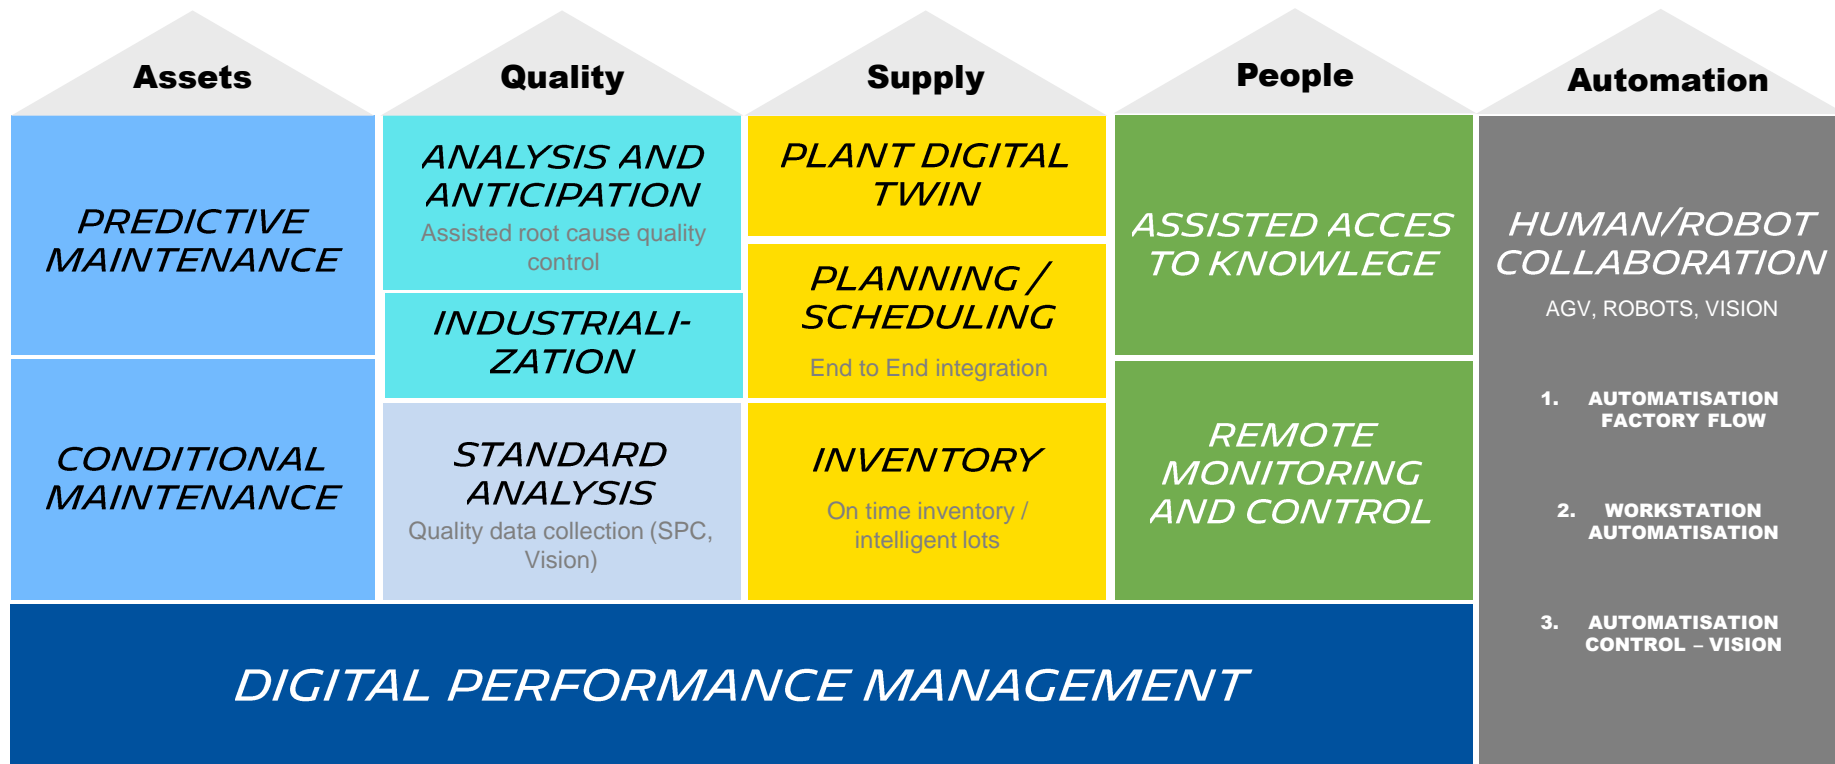 Assets
PREDICTIVE
MAINTENANCE
CONDITIONAL
MAINTENANCE
Quality
ANALYSIS AND
ANTICIPATION
Assisted root cause quality
control
INDUSTRIALI-
ZATION
STANDARD
ANALYSIS
Quality data collection (SPC,
Vision)
Supply
PLANT DIGITAL
TWIN
PLANNING /
SCHEDULING
End to End integration
INVENTORY
On time inventory /
intelligent lots
People
ASSISTED ACCES
TO KNOWLEGE
REMOTE
MONITORING
AND CONTROL
Automation
HUMAN/ROBOT
COLLABORATION
AGV, ROBOTS, VISION
1. AUTOMATISATION
FACTORY FLOW
2. WORKSTATION
AUTOMATISATION
3. AUTOMATISATION
CONTROL – VISION
DIGITAL PERFORMANCE MANAGEMENT